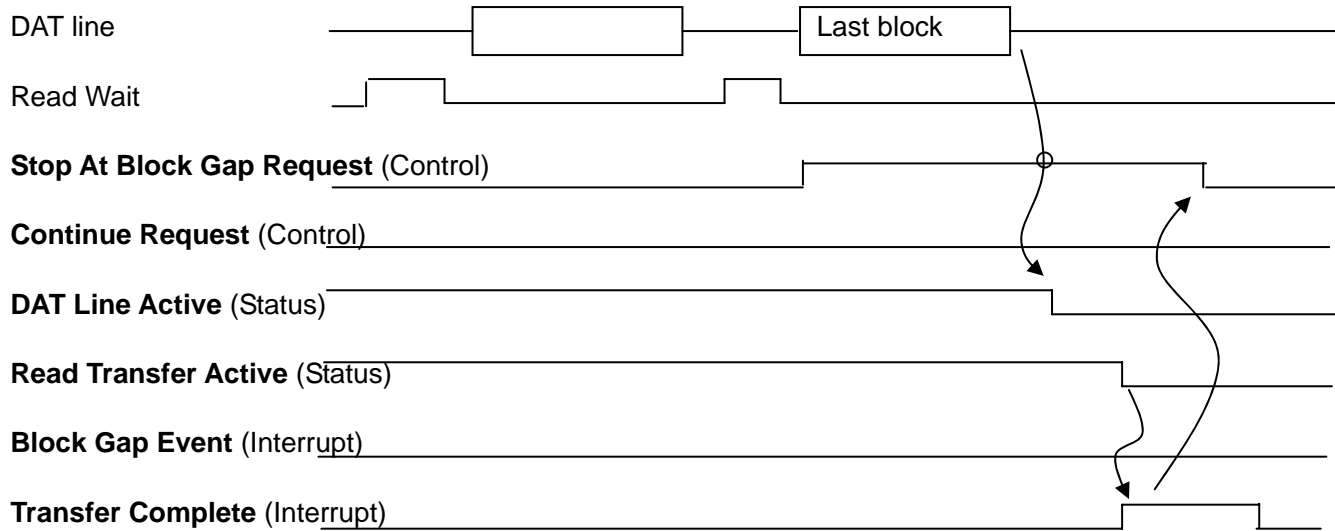 DAT line
Last block
Read Wait
Stop At Block Gap Request (Control)
Continue Request (Control)
DAT Line Active (Status)
Read Transfer Active (Status)
Block Gap Event (Interrupt)
Transfer Complete (Interrupt)